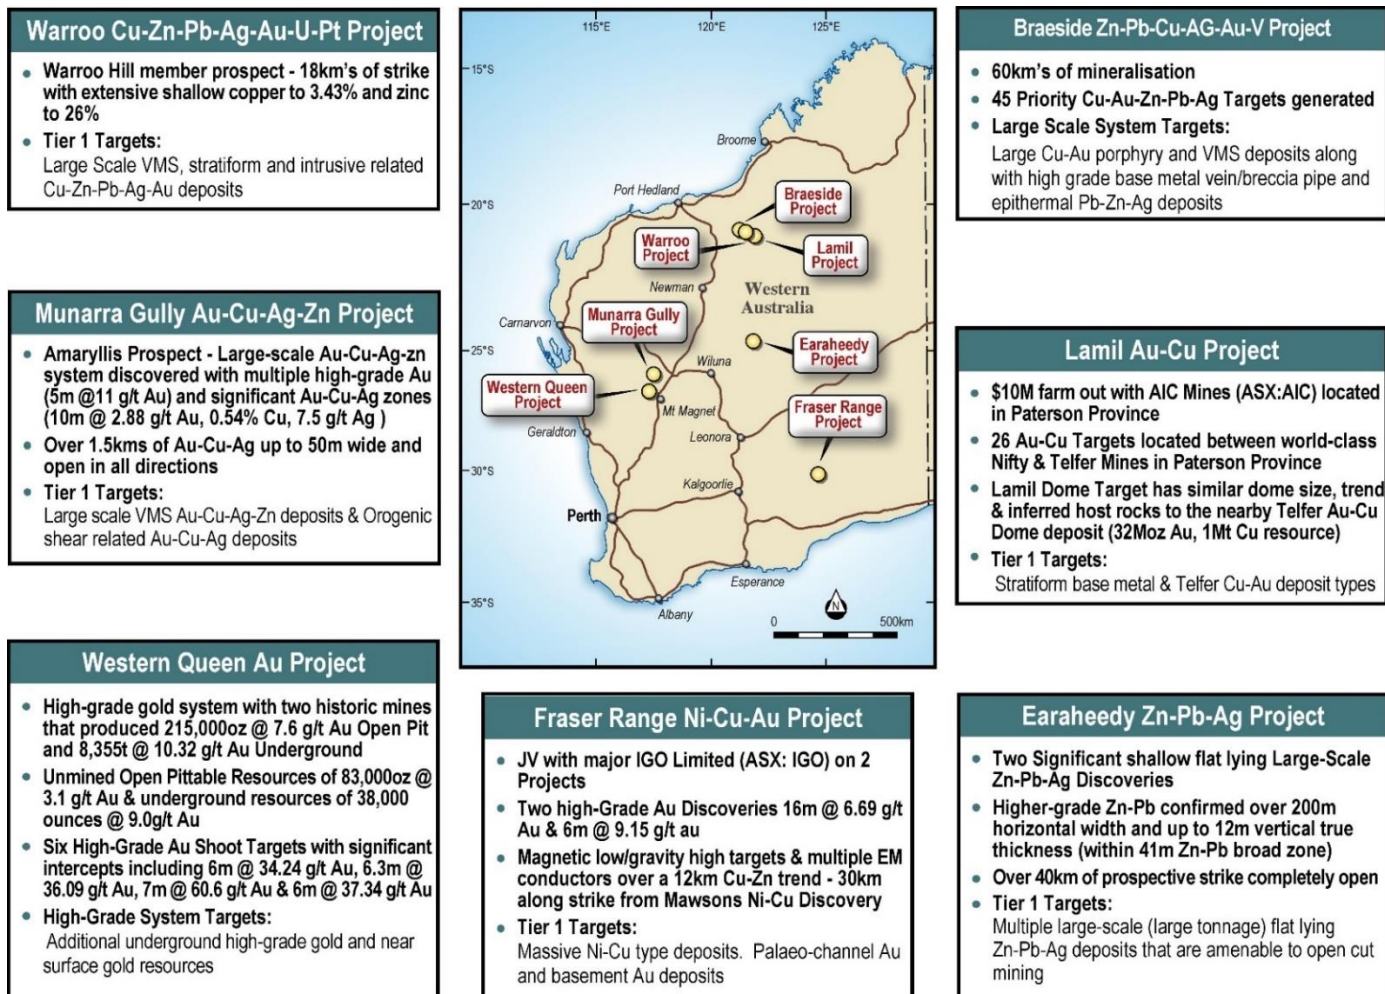 Warroo Cu-Zn-Pb-Ag-Au-U-Pt Project
• Warroo Hill member prospect - 18km's of strike
with extensive shallow copper to 3.43% and zinc
to 26%
• Tier 1 Targets:
Large Scale VMS, stratiform and intrusive related
Cu-Zn-Pb-Ag-Au deposits
Munarra Gully Au-Cu-Ag-Zn Project
• Amaryllis Prospect - Large-scale Au-Cu-Ag-zn
system discovered with multiple high-grade Au
(5m @11 g/t Au) and significant Au-Cu-Ag zones
(10m @ 2.88 g/t Au, 0.54% Cu, 7.5 g/t Ag )
• Over 1.5kms of Au-Cu-Ag up to 50m wide and
open in all directions
• Tier 1 Targets:
Large scale VMS Au-Cu-Ag-Zn deposits & Orogenic
shear related Au-Cu-Ag deposits
Western Queen Au Project
• High-grade gold system with two historic mines
that produced 215,000oz @ 7.6 g/t Au Open Pit
and 8,355t @ 10.32 g/t Au Underground
• Unmined Open Pittable Resources of 83,000oz @
3.1 g/t Au & underground resources of 38,000
ounces @ 9.0g/t Au
• Six High-Grade Au Shoot Targets with significant
intercepts including 6m @ 34.24 g/t Au, 6.3m @
36.09 g/t Au, 7m @ 60.6 g/t Au & 6m @ 37.34 g/t Au
• High-Grade System Targets:
Additional underground high-grade gold and near
surface gold resources
115°E
120°E
125°E
15°S
20°S
25°S
30°S
35°S
Broome
Port Hedland
Braeside
Project
Warroo
Project
Lamil
Project
Newman
Western
Australia
Munarra Gully
Project
Carnarvon
Earaheedy
Project
Wiluna
Western Queen
Project
Mt Magnet
Fraser Range
Project
Geraldton
Leonora
Kalgoorlie
Perth
Esperance
Albany
N
0
500km
Fraser Range Ni-Cu-Au Project
• JV with major IGO Limited (ASX: IGO) on 2
Projects
• Two high-Grade Au Discoveries 16m @ 6.69 g/t
Au & 6m @ 9.15 g/t au
• Magnetic low/gravity high targets & multiple EM
conductors over a 12km Cu-Zn trend - 30km
along strike from Mawsons Ni-Cu Discovery
• Tier 1 Targets:
Massive Ni-Cu type deposits. Palaeo-channel Au
and basement Au deposits
Braeside Zn-Pb-Cu-AG-Au-V Project
• 60km's of mineralisation
• 45 Priority Cu-Au-Zn-Pb-Ag Targets generated
• Large Scale System Targets:
Large Cu-Au porphyry and VMS deposits along
with high grade base metal vein/breccia pipe and
epithermal Pb-Zn-Ag deposits
Lamil Au-Cu Project
• $10M farm out with AIC Mines (ASX:AIC) located
in Paterson Province
• 26 Au-Cu Targets located between world-class
Nifty & Telfer Mines in Paterson Province
• Lamil Dome Target has similar dome size, trend
& inferred host rocks to the nearby Telfer Au-Cu
Dome deposit (32Moz Au, 1Mt Cu resource)
• Tier 1 Targets:
Stratiform base metal & Telfer Cu-Au deposit types
Earaheedy Zn-Pb-Ag Project
• Two Significant shallow flat lying Large-Scale
Zn-Pb-Ag Discoveries
• Higher-grade Zn-Pb confirmed over 200m
horizontal width and up to 12m vertical true
thickness (within 41m Zn-Pb broad zone)
• Over 40km of prospective strike completely open
• Tier 1 Targets:
Multiple large-scale (large tonnage) flat lying
Zn-Pb-Ag deposits that are amenable to open cut
mining